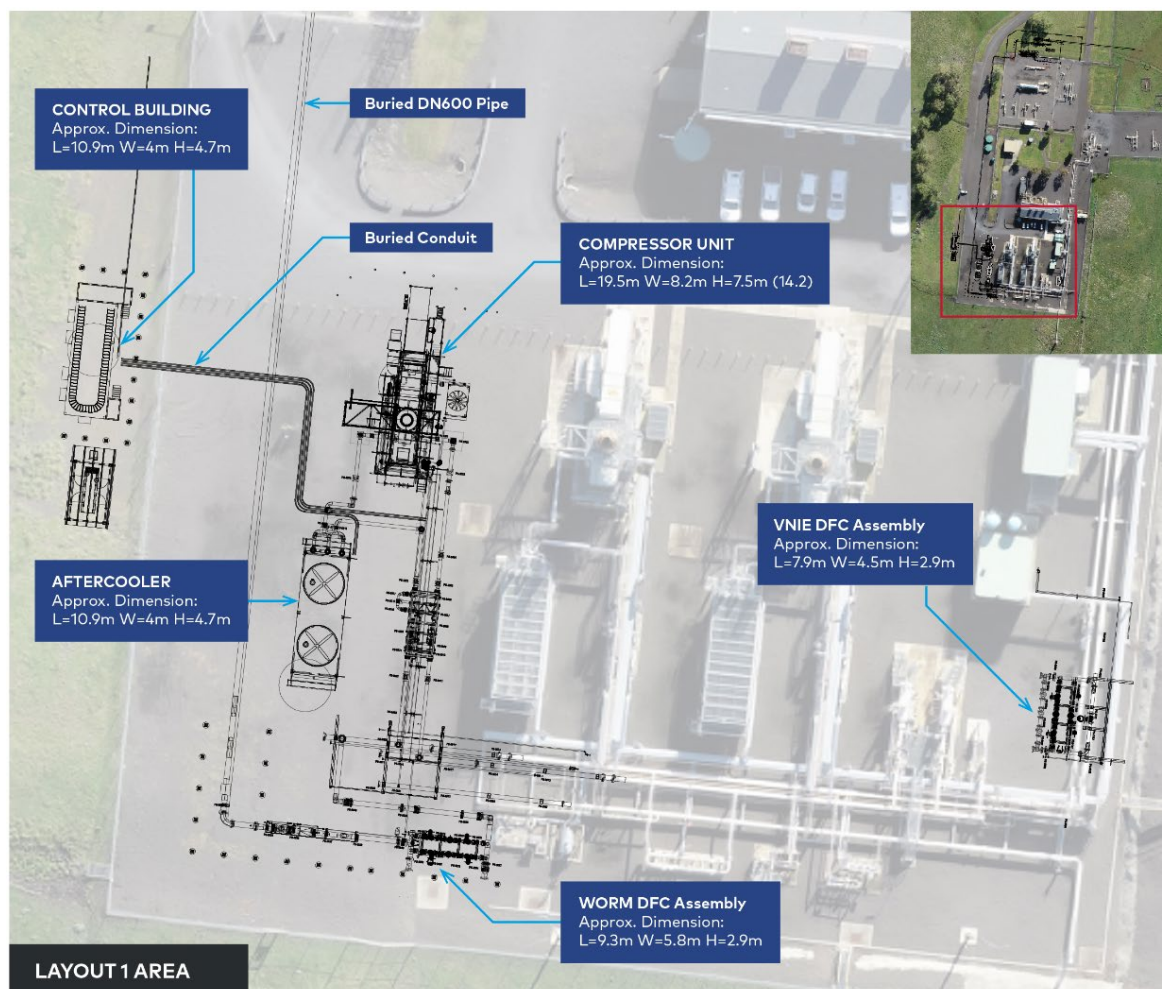 CONTROL BUILDING
Approx. Dimension:
L=10.9m W=4m H=4.7m
Buried DN600 Pipe
Buried Conduit
COMPRESSOR UNIT
Approx. Dimension:
L=19.5m W=8.2m H=7.5m (14.2)
VNIE DFC Assembly
Approx. Dimension:
L=7.9m W=4.5m H=2.9m
AFTERCOOLER
Approx. Dimension:
L=10.9m W=4m H=4.7m
WORM DFC Assembly
Approx. Dimension:
L=9.3m W=5.8m H=2.9m
LAYOUT 1 AREA